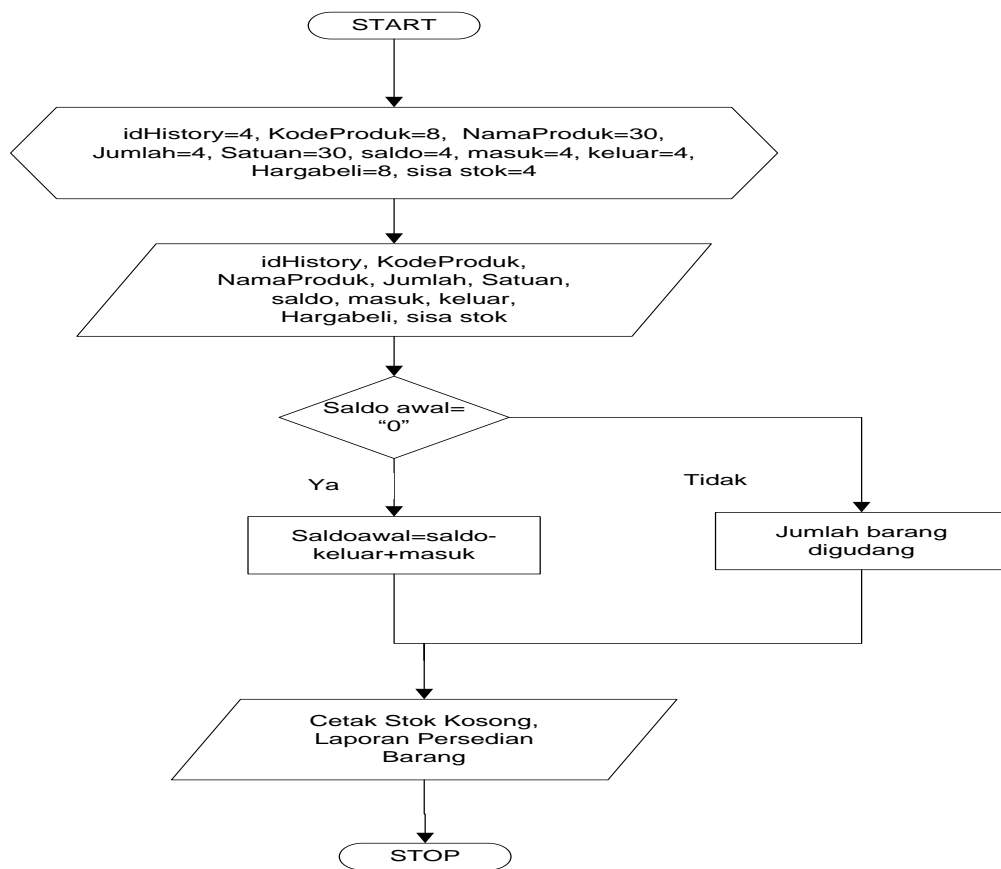 START
idHistory=4, KodeProduk=8, NamaProduk=30,
Jumlah=4, Satuan=30, saldo=4, masuk=4, keluar=4,
Hargabeli=8, sisa stok=4
idHistory, KodeProduk,
NamaProduk, Jumlah, Satuan,
saldo, masuk, keluar,
Hargabeli, sisa stok
Saldo awal=
“0”
Ya
Tidak
Saldoawal=saldo-
keluar+masuk
Jumlah barang
digudang
Cetak Stok Kosong,
Laporan Persedian
Barang
STOP